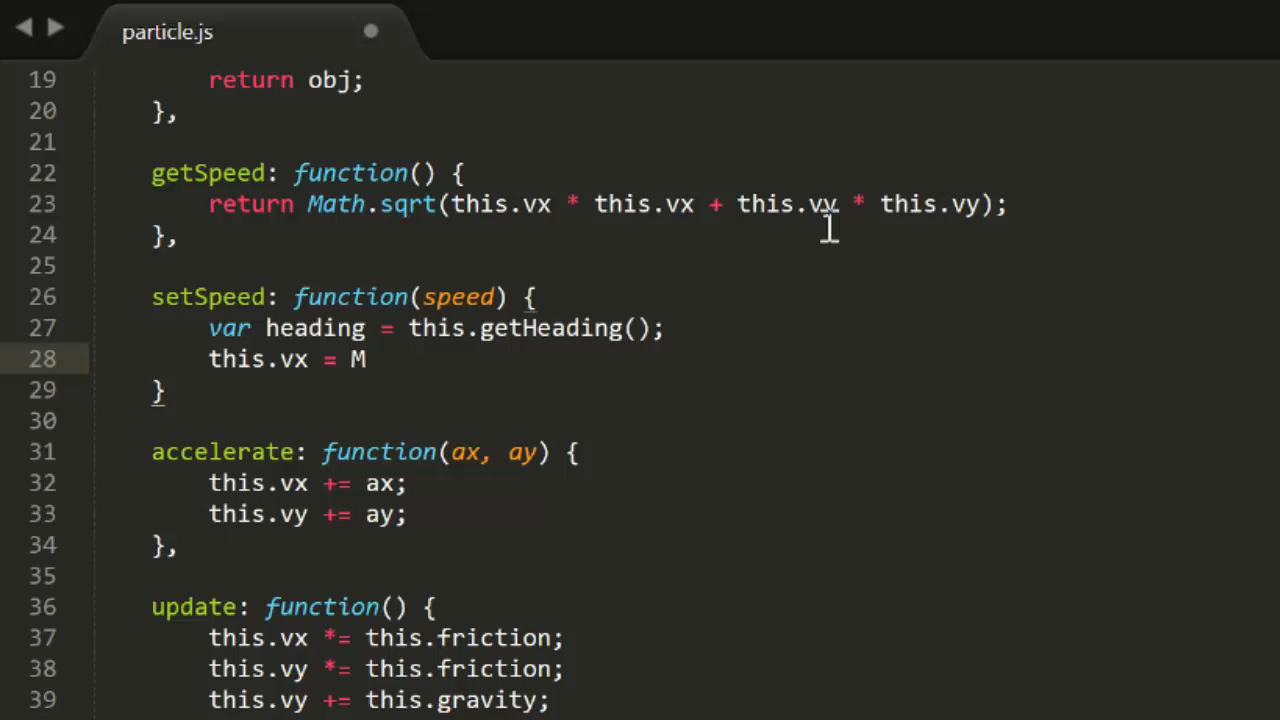 particle.js
19 return obj;
20 },
21
22 getSpeed: function() {
23 return Math.sqrt(this.vx * this.vx + this.vy * this.vy);
24 },
25
26 setSpeed: function(speed) {
27 var heading = this.getHeading();
28 this.vx = M
29 }
30
31 accelerate: function(ax, ay) {
32 this.vx += ax;
33 this.vy += ay;
34 },
35
36 update: function() {
37 this.vx *= this.friction;
38 this.vy *= this.friction;
39 this.vy += this.gravity;